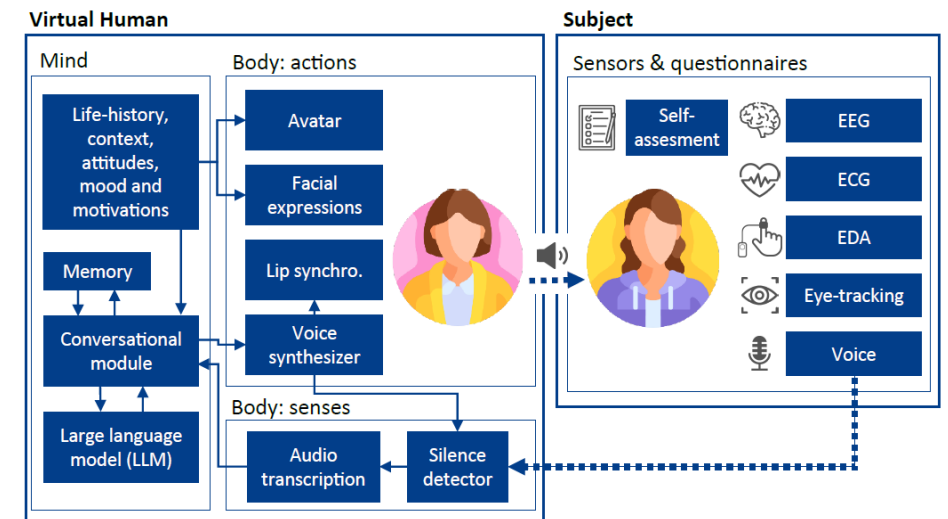 Virtual Human
Subject
Mind
Body: actions
Sensors & questionnaires
Life-history,
context,
attitudes,
mood and
motivations
Avatar
Facial
expressions
Lip synchro.
Voice
synthesizer
Memory
Conversational
module
Large language
model (LLM)
Body: senses
Audio
transcription
Silence
detector
Self-
assesment
EEG
ECG
EDA
Eye-tracking
Voice